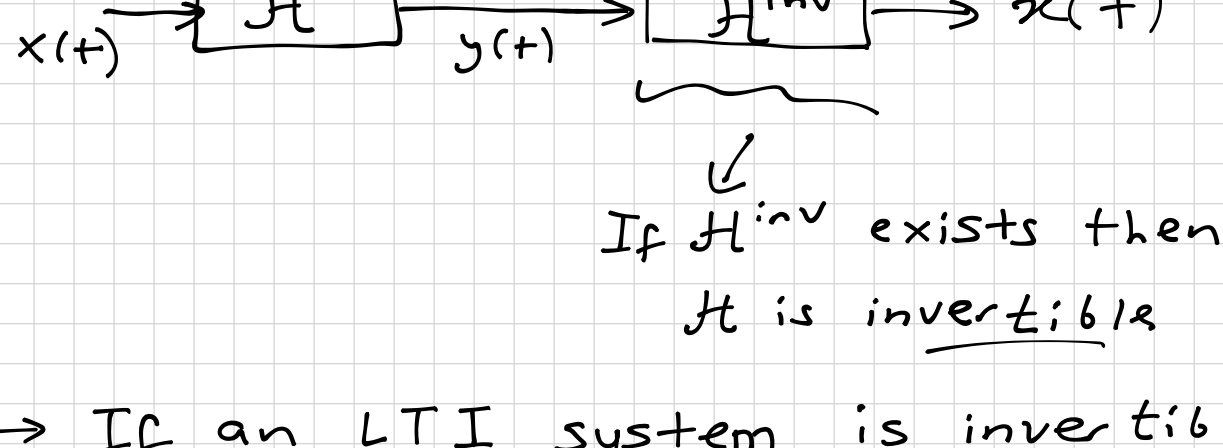 H H^inv x(t)
x(t) y(t)
If H^inv exists then
H is invertible
→ If an LTI system is invertib